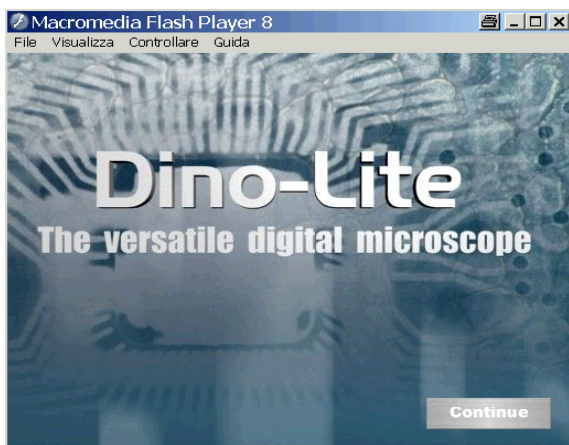 Macromedia Flash Player 8
File Visualizza Controllare Guida
Dino-Lite
The versatile digital microscope
Continue